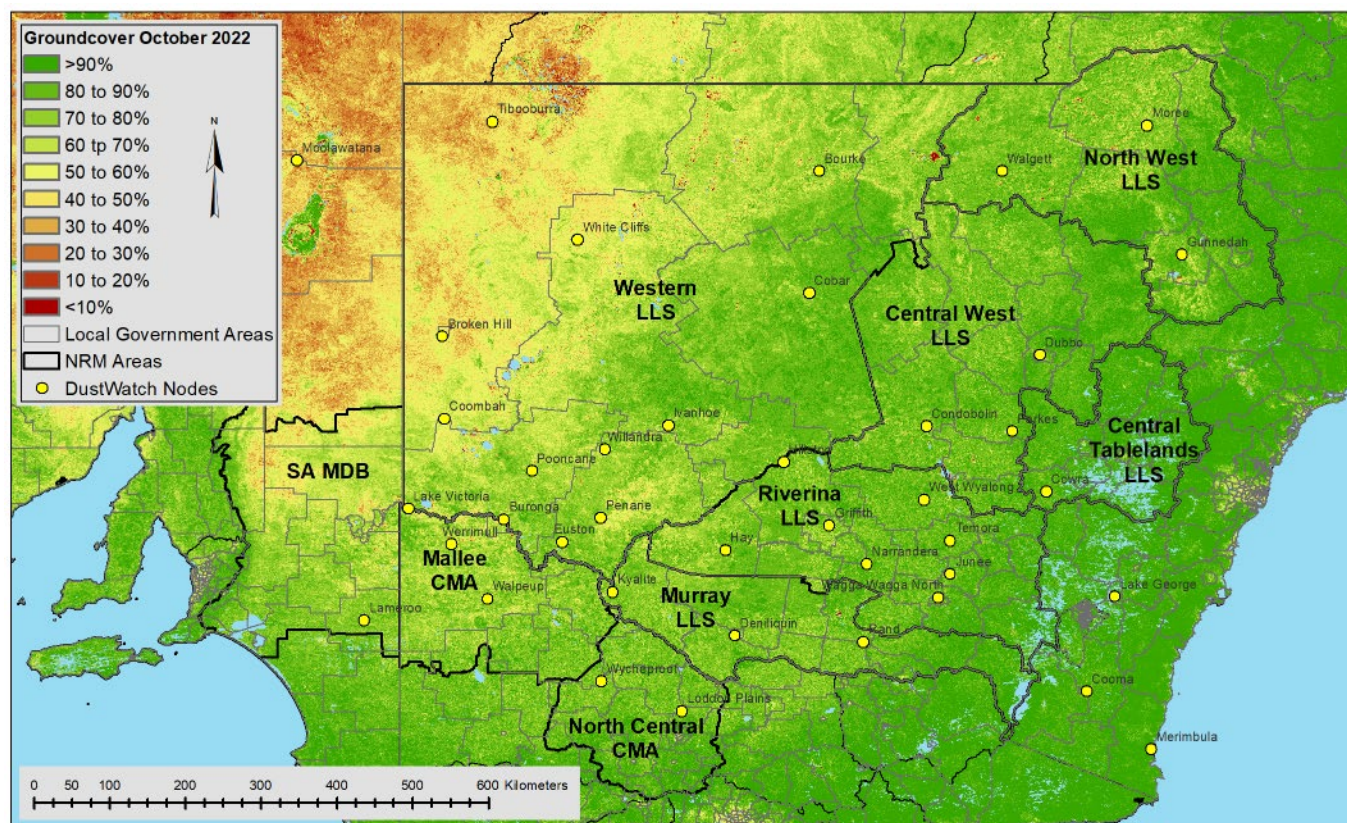 Groundcover October 2022
>90%
80 to 90%
70 to 80%
60 tp 70%
50 to 60%
40 to 50%
30 to 40%
20 to 30%
10 to 20%
<10%
Local Government Areas
NRM Areas
DustWatch Nodes
N
Tibooburra
Moolawatana
Moree
Bourke
Walgett
North West
LLS
White Cliffs
Gunnedah
Western
LLS
Cobar
Central West
LLS
Broken Hill
Dubbo
Coombah
Ivanhoe
Condobolin
Parkes
Central
Tablelands
LLS
Willandra
Pooncarie
SA MDB
Riverina
LLS
West Wyalong
Cowra
Lake Victoria
Buronga
Penarie
Griffith
Temora
Werrimull
Euston
Hay
Mallee
CMA
Narrandera
Junee
Walpeup
Kyalite
Murray
LLS
Wagga Wagga North
Lake George
Lameroo
Deniliquin
Rand
Wycheproof
Cooma
Loddon Plains
North Central
CMA
Merimbula
0 100 200 300 400 500 600 Kilometers